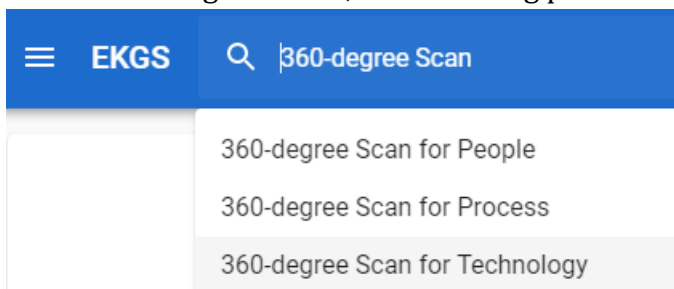 EKGS 360-degree Scan
360-degree Scan for People
360-degree Scan for Process
360-degree Scan for Technology